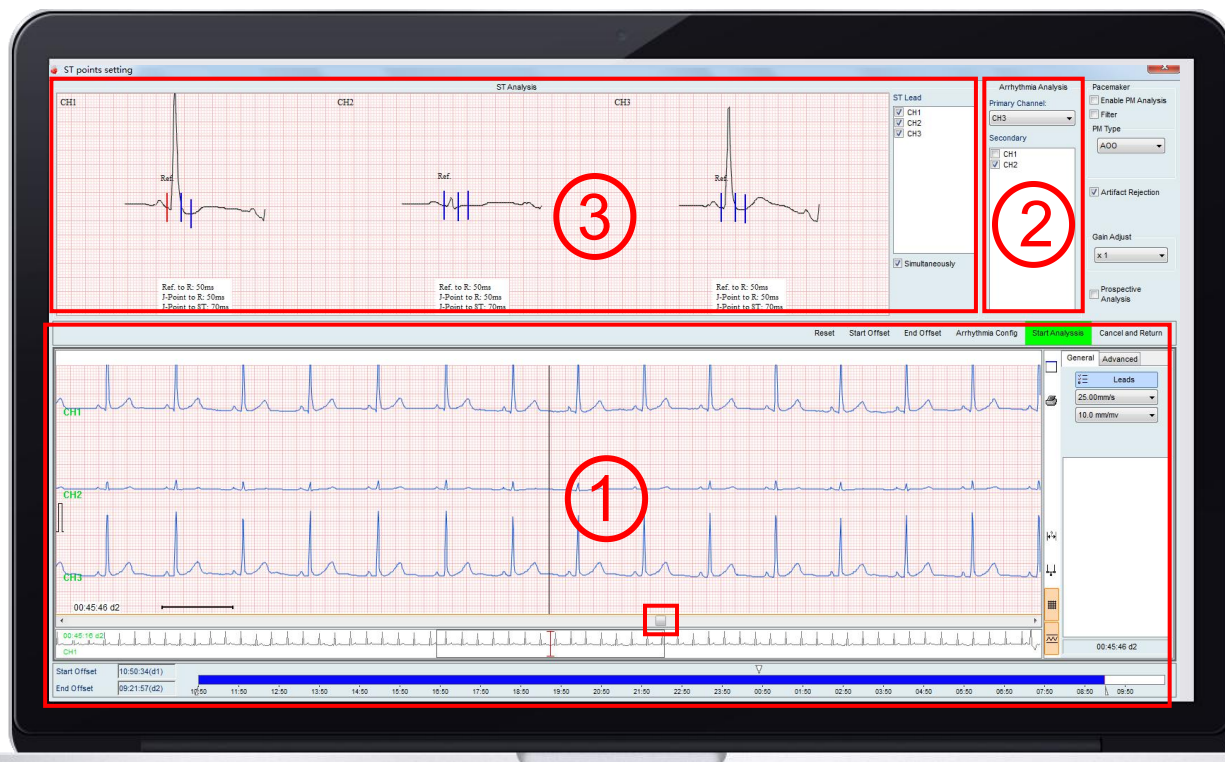 ST points setting
ST Analysis
CH1
CH2
CH3
Ref.
Ref.
Ref.
Ref. to R: 50ms
J-Point to R: 50ms
J-Point to ST: 70ms
Ref. to R: 50ms
J-Point to R: 50ms
J-Point to ST: 70ms
Ref. to R: 50ms
J-Point to R: 50ms
J-Point to ST: 70ms
③
ST Lead
CH1
CH2
CH3
Simultaneously
Arrhythmia Analysis
Primary Channel:
CH3
Secondary
CH1
CH2
②
Pacemaker
Enable PM Analysis
Filter
PM Type
AOO
Artifact Rejection
Gain Adjust
x 1
Prospective
Analysis
Reset Start Offset End Offset Arrhythmia Config Start Analysis Cancel and Return
CH1
CH2
CH3
①
00:45:46 d2
00:45:16 d2
CH1
General Advanced
Leads
25.00mm/s
10.0 mm/mv
00:45:46 d2
Start Offset 10:50:34(d1)
End Offset 09:21:57(d2)
10:50 11:50 12:50 13:50 14:50 15:50 16:50 17:50 18:50 19:50 20:50 21:50 22:50 23:50 00:50 01:50 02:50 03:50 04:50 05:50 06:50 07:50 08:50 09:50